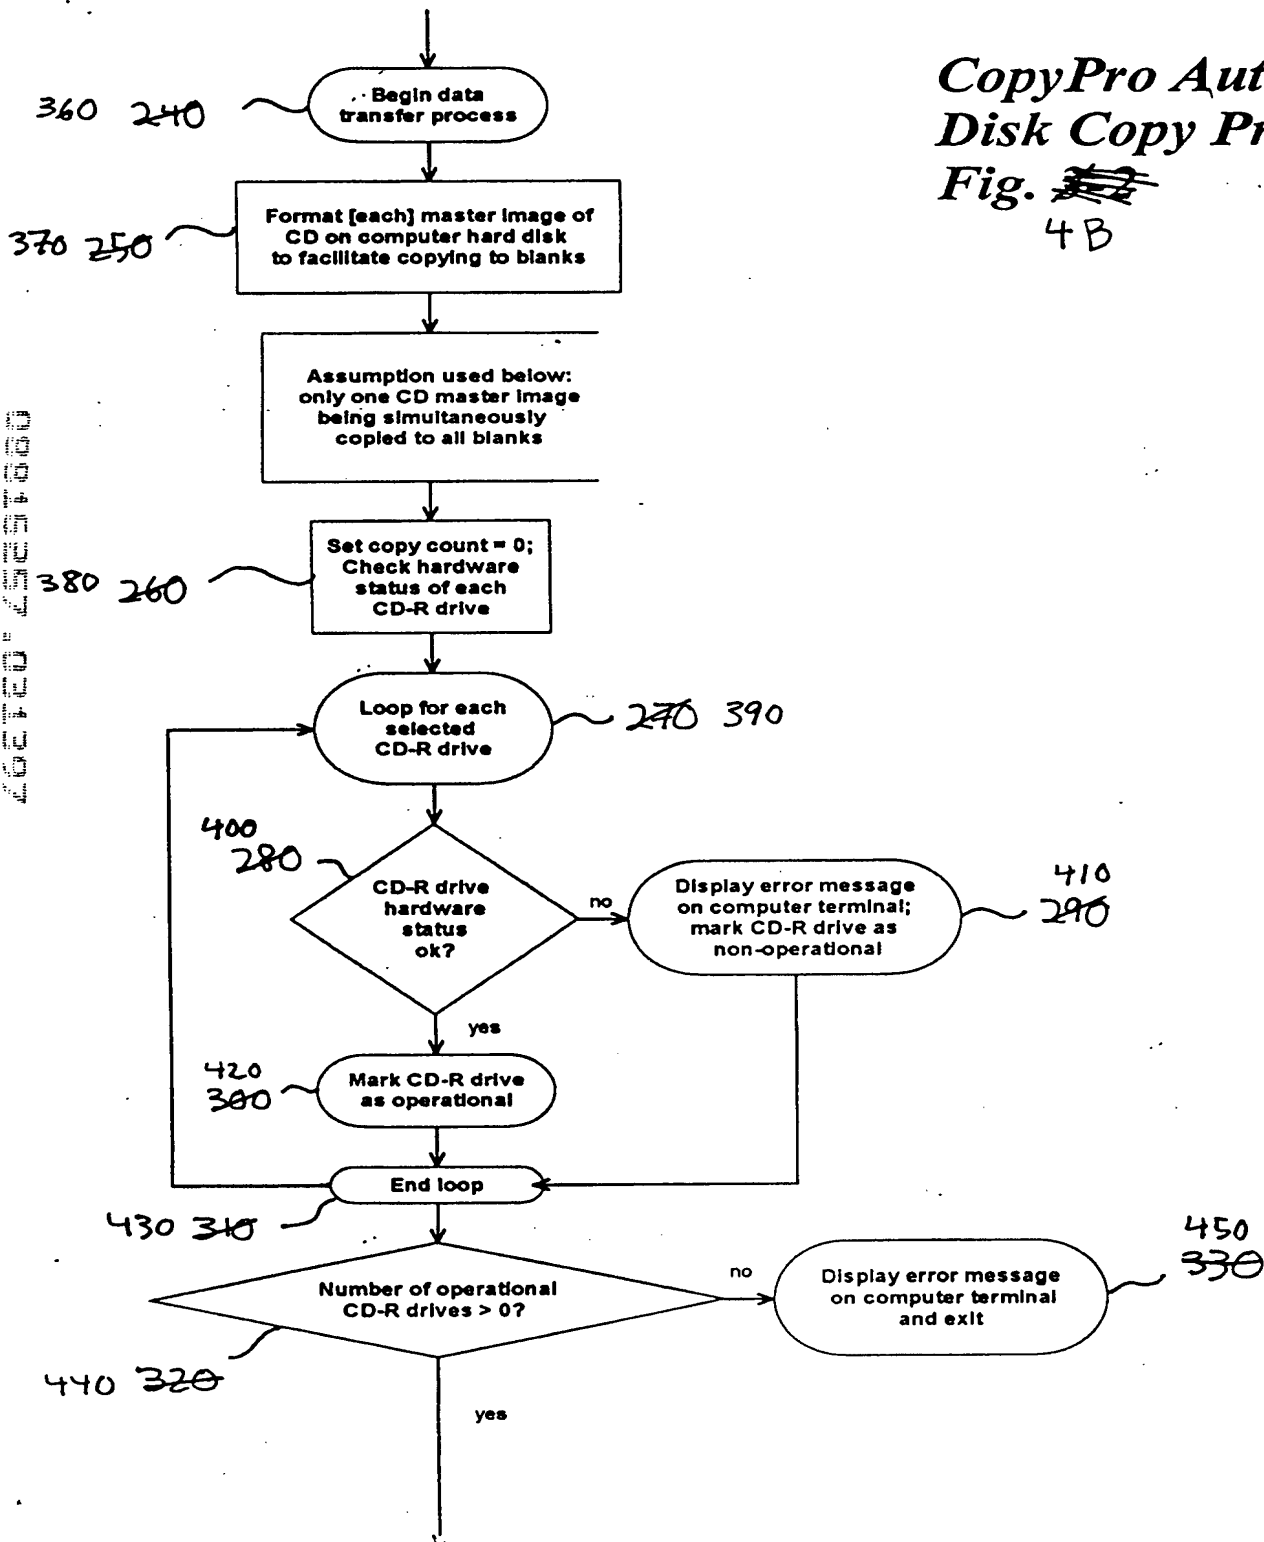 CopyPro Aut
Disk Copy Pr
Fig. 3-2
4B
Begin data
transfer process
360 240
Format [each] master image of
CD on computer hard disk
to facilitate copying to blanks
370 250
Assumption used below:
only one CD master image
being simultaneously
copied to all blanks
Set copy count = 0;
Check hardware
status of each
CD-R drive
380 260
Loop for each
selected
CD-R drive
270 390
400
280
CD-R drive
hardware
status
ok?
no
Display error message
on computer terminal;
mark CD-R drive as
non-operational
410
290
yes
420
300
Mark CD-R drive
as operational
End loop
430 310
Number of operational
CD-R drives > 0?
440 320
no
Display error message
on computer terminal
and exit
450
330
yes